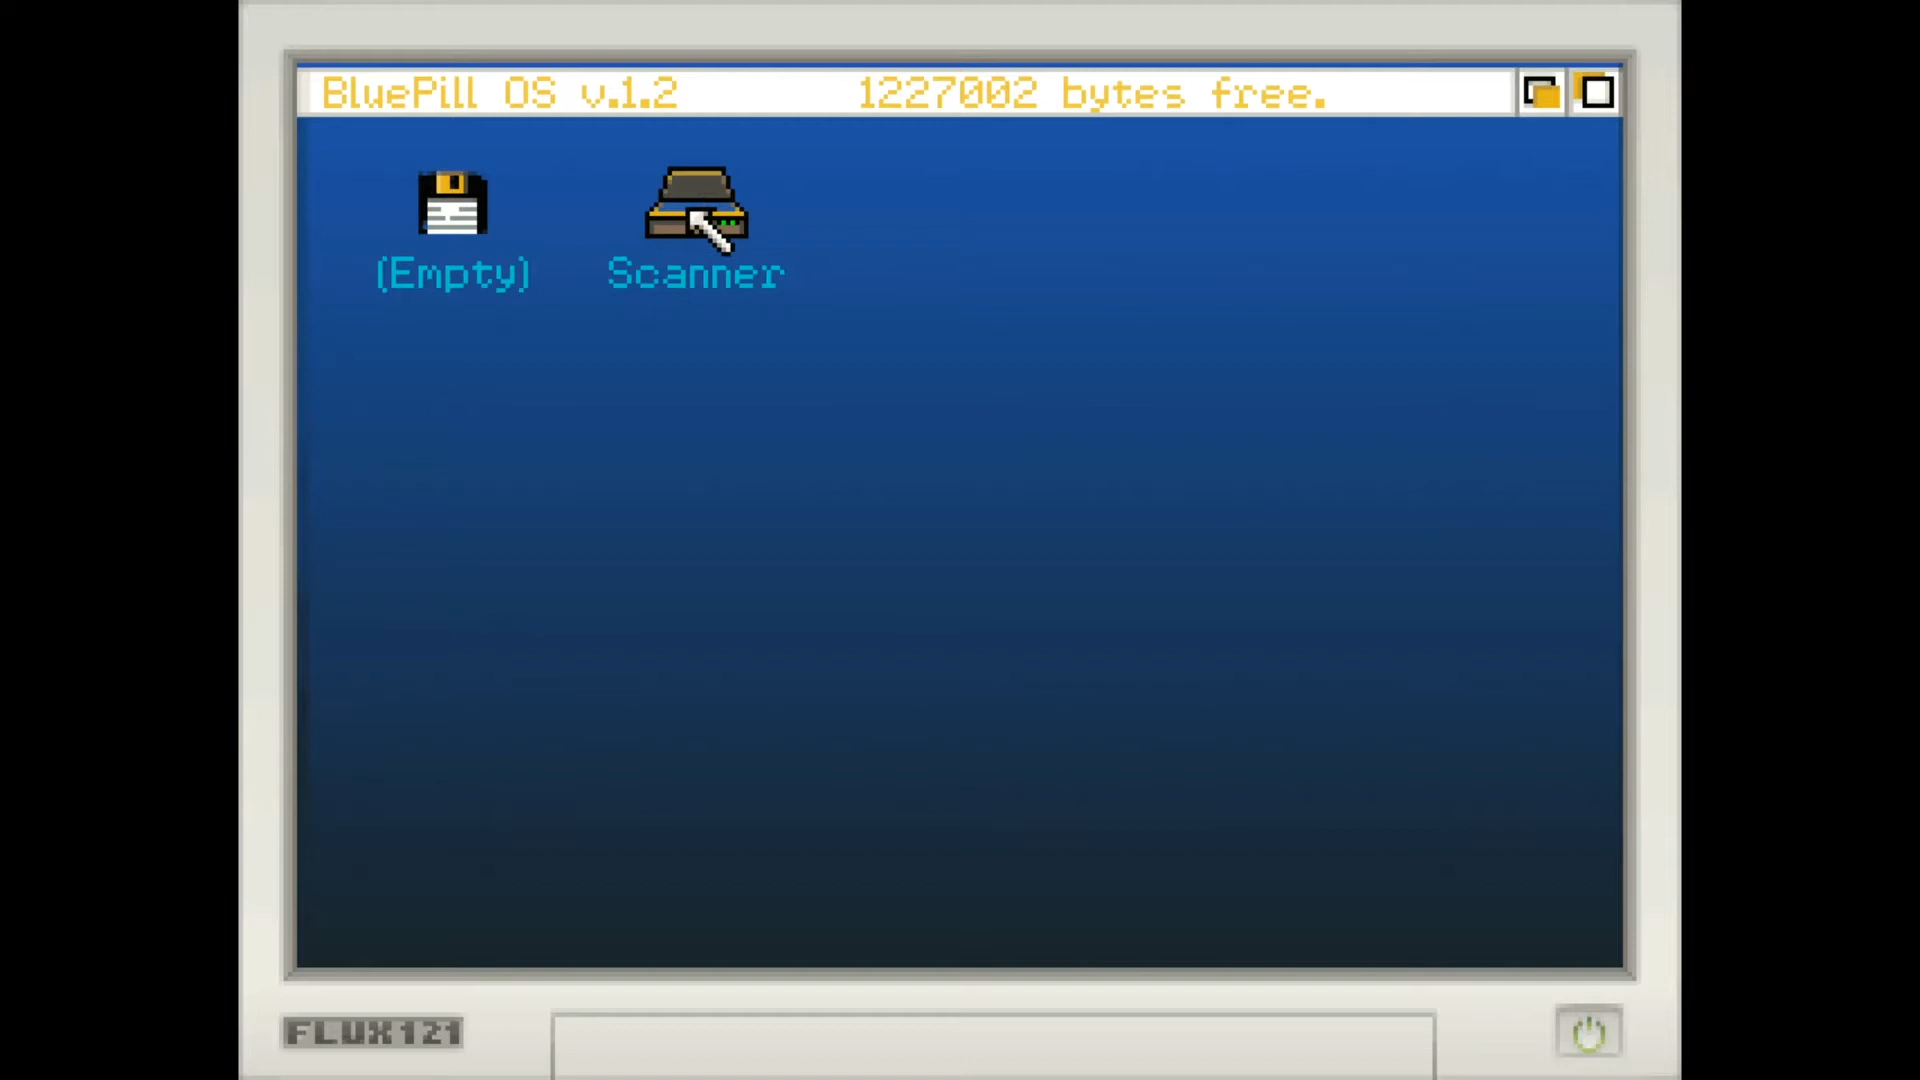 BluePill OS v.1.2 1227002 bytes free.
(Empty) Scanner
FLUX121